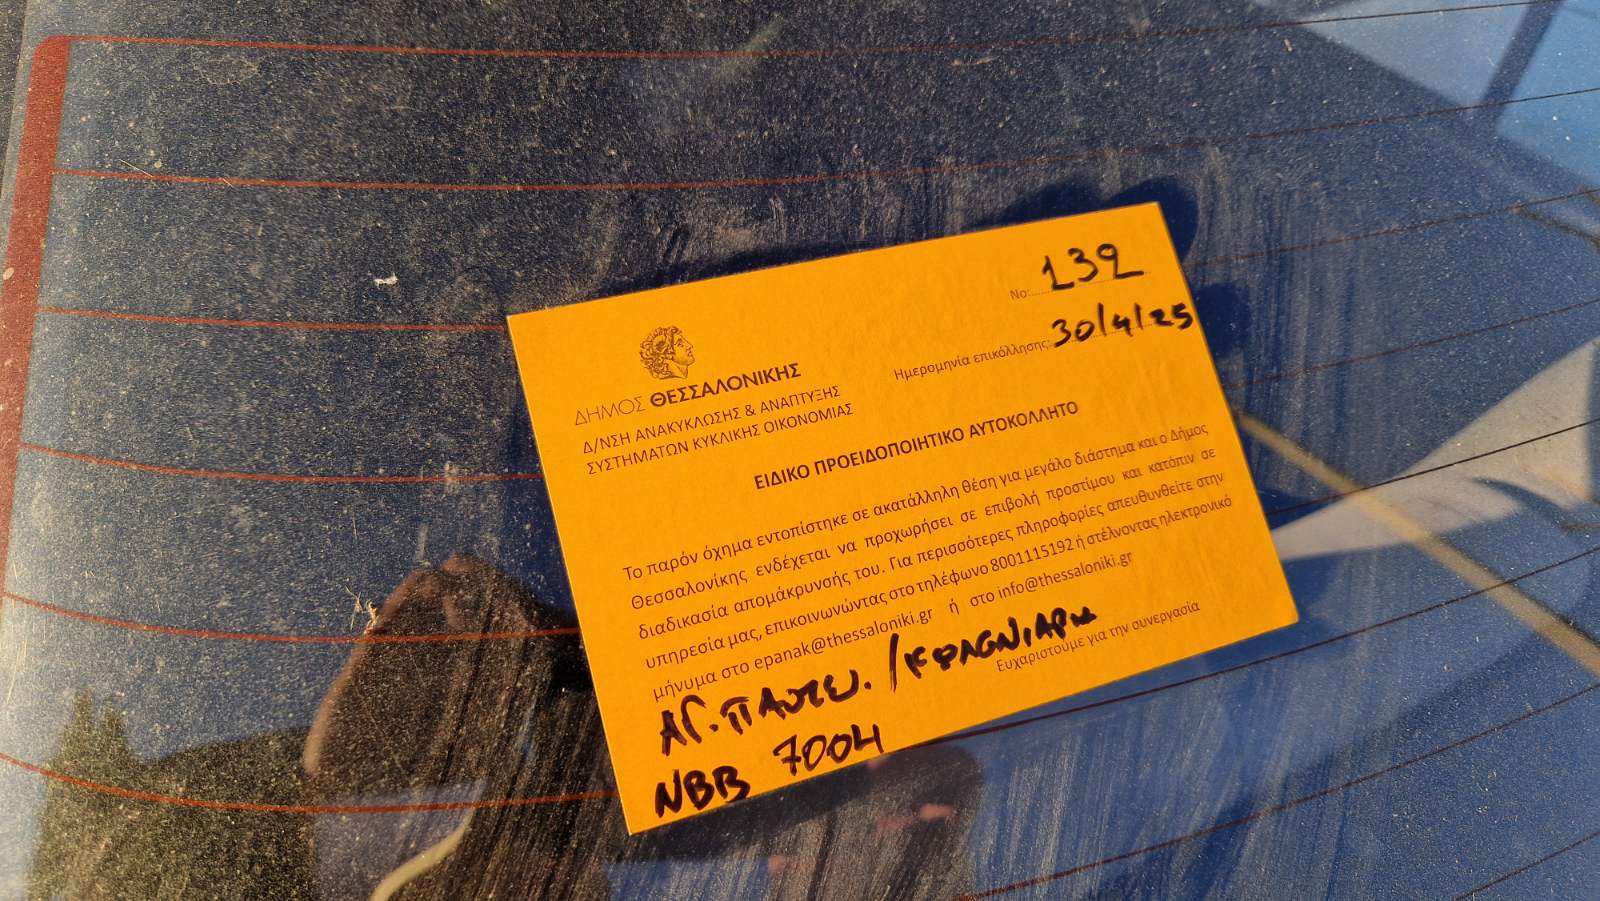 Νο: 139
Ημερομηνία επικόλλησης: 30/4/25
ΔΗΜΟΣ ΘΕΣΣΑΛΟΝΙΚΗΣ
Δ/ΝΣΗ ΑΝΑΚΥΚΛΩΣΗΣ & ΑΝΑΠΤΥΞΗΣ
ΣΥΣΤΗΜΑΤΩΝ ΚΥΚΛΙΚΗΣ ΟΙΚΟΝΟΜΙΑΣ
ΕΙΔΙΚΟ ΠΡΟΕΙΔΟΠΟΙΗΤΙΚΟ ΑΥΤΟΚΟΛΛΗΤΟ
Το παρόν όχημα εντοπίστηκε σε ακατάλληλη θέση για μεγάλο διάστημα και ο Δήμος
Θεσσαλονίκης ενδέχεται να προχωρήσει σε επιβολή προστίμου και κατόπιν σε
διαδικασία απομάκρυνσής του. Για περισσότερες πληροφορίες απευθυνθείτε στην
υπηρεσία μας, επικοινωνώντας στο τηλέφωνο 8001115192 ή στέλνοντας ηλεκτρονικό
μήνυμα στο epanak@thessaloniki.gr ή στο info@thessaloniki.gr
Ευχαριστούμε για την συνεργασία
ΑΓ. /
ΝΒΒ 7004